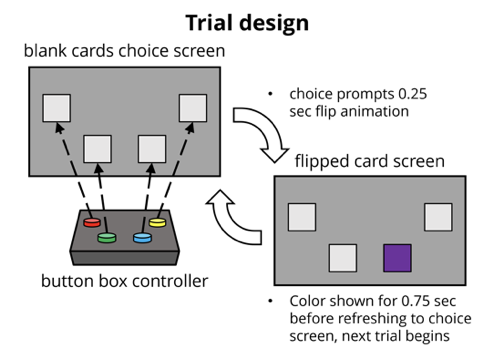 Trial design
blank cards choice screen
• choice prompts 0.25
sec flip animation
flipped card screen
button box controller
• Color shown for 0.75 sec
before refreshing to choice
screen, next trial begins